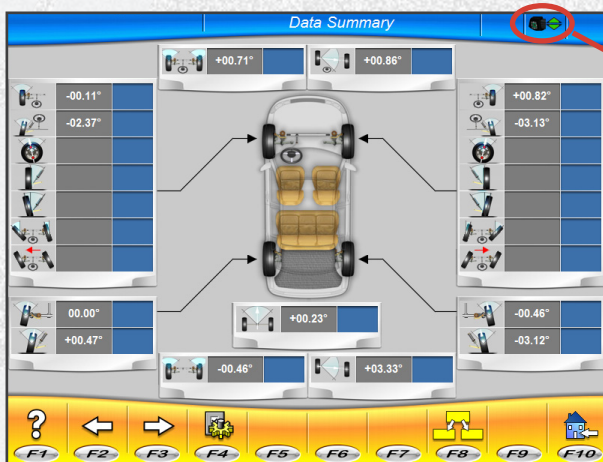 Data Summary
+00.71° +00.86°
-00.11° +00.82°
-02.37° -03.13°
00.00° +00.23° -00.46°
+00.47° -03.12°
-00.46° +03.33°
?
F1 F2 F3 F4 F5 F6 F7 F8 F9 F10